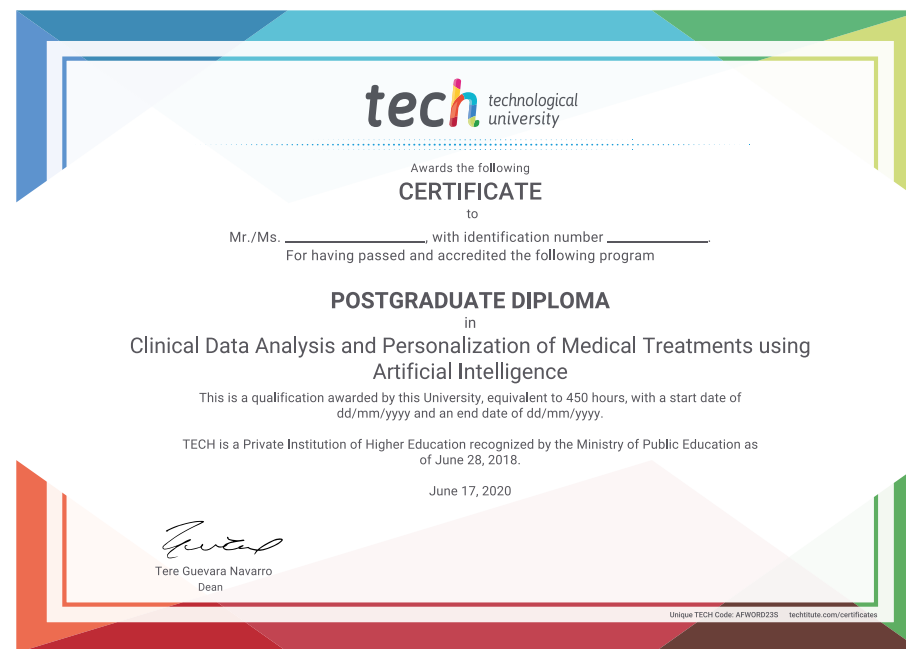 tech technological
university
Awards the following
CERTIFICATE
to
Mr./Ms. ____________________, with identification number ______________.
For having passed and accredited the following program
POSTGRADUATE DIPLOMA
in
Clinical Data Analysis and Personalization of Medical Treatments using
Artificial Intelligence
This is a qualification awarded by this University, equivalent to 450 hours, with a start date of
dd/mm/yyyy and an end date of dd/mm/yyyy.
TECH is a Private Institution of Higher Education recognized by the Ministry of Public Education as
of June 28, 2018.
June 17, 2020
Tere Guevara Navarro
Dean
Unique TECH Code: AFWORD23S techtitute.com/certificates